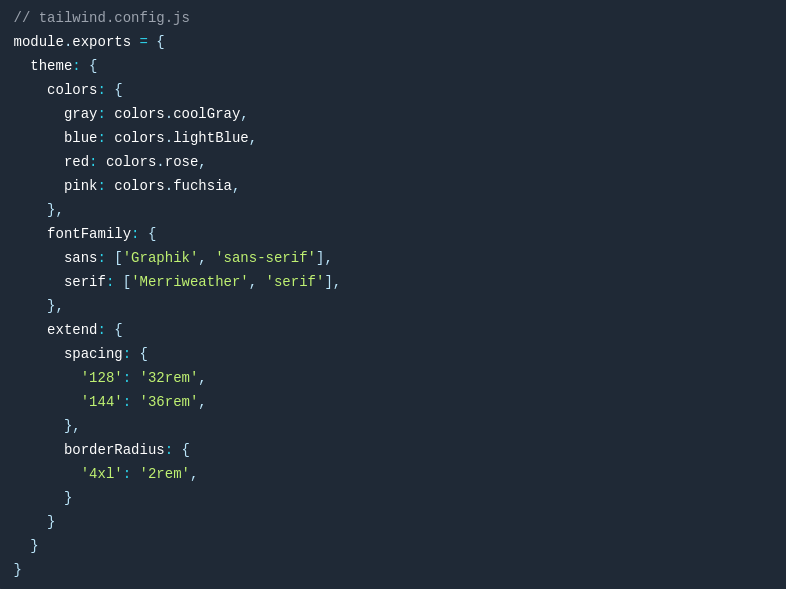 // tailwind.config.js
module.exports = {
  theme: {
    colors: {
      gray: colors.coolGray,
      blue: colors.lightBlue,
      red: colors.rose,
      pink: colors.fuchsia,
    },
    fontFamily: {
      sans: ['Graphik', 'sans-serif'],
      serif: ['Merriweather', 'serif'],
    },
    extend: {
      spacing: {
        '128': '32rem',
        '144': '36rem',
      },
      borderRadius: {
        '4xl': '2rem',
      }
    }
  }
}